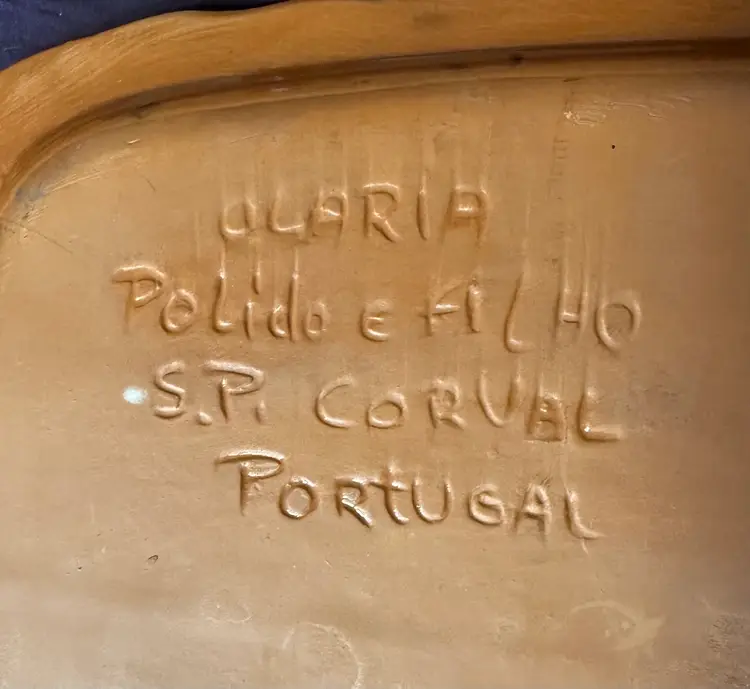 OLARIA
Polido e FilHO
S.P. CORVAL
PORtUGAL